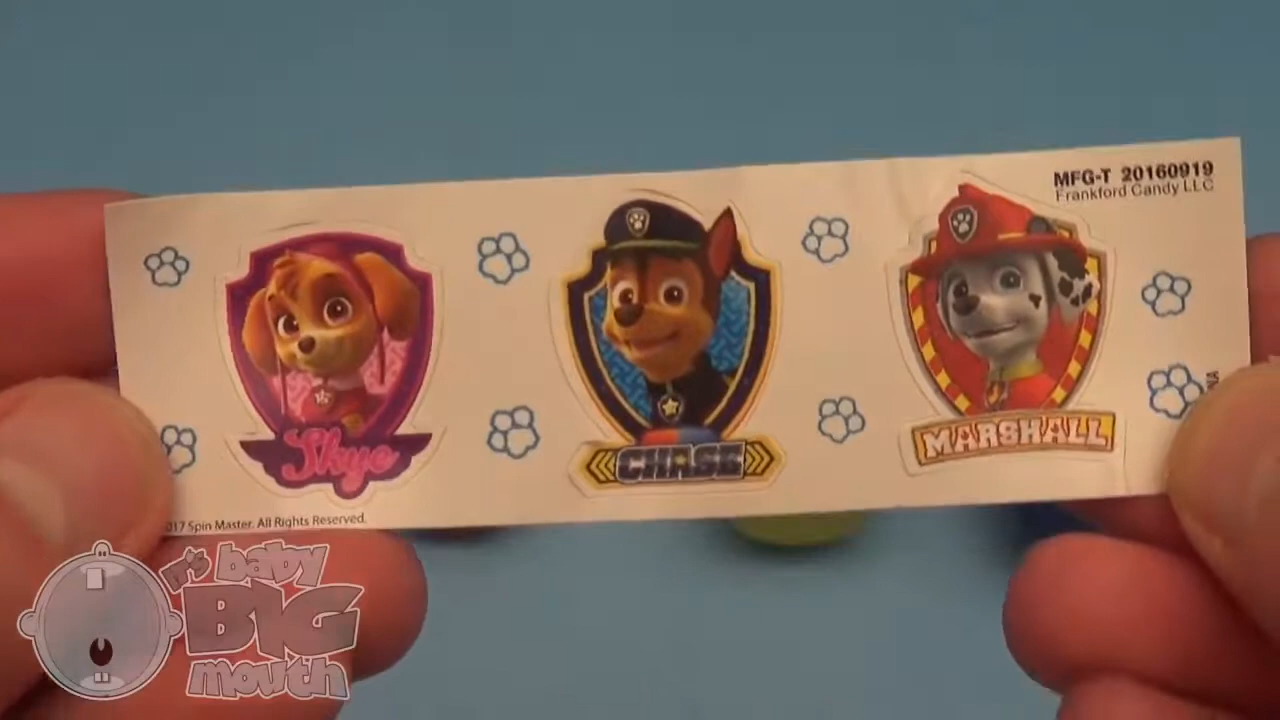 MFG-T 20160919
Frankford Candy LLC
Skye
CHASE
MARSHALL
017 Spin Master. All Rights Reserved.
it's baby
BIG
mouth